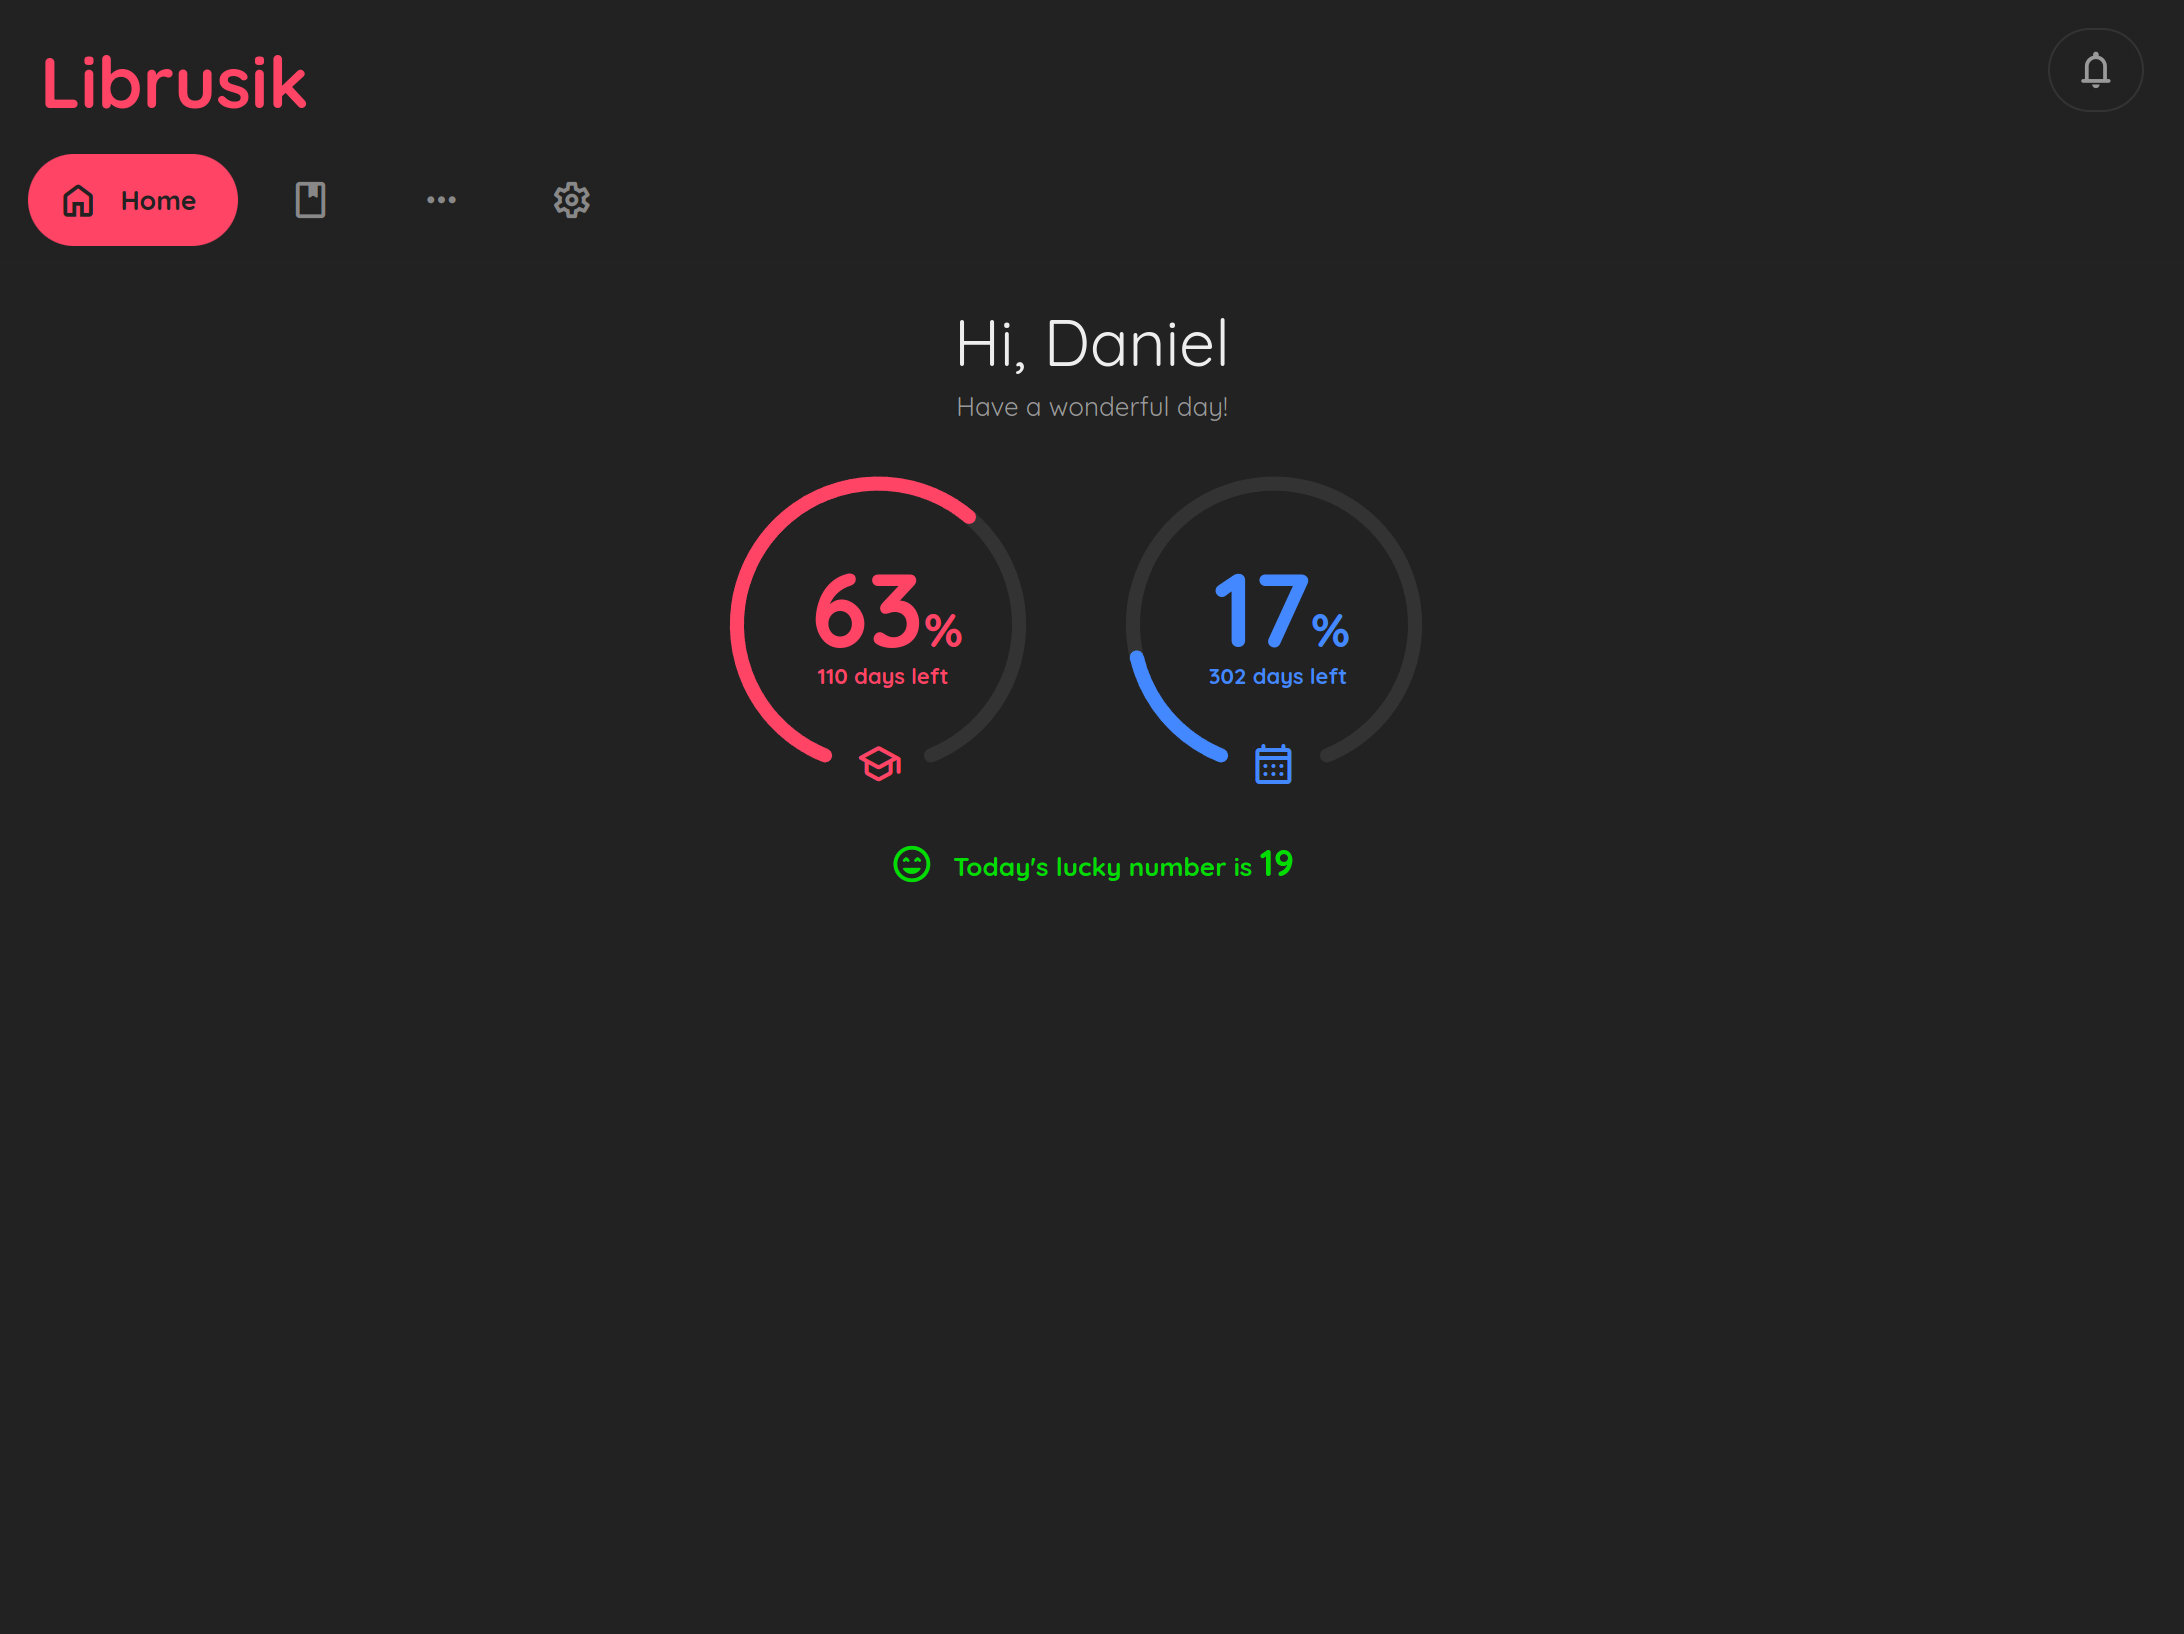 Librusik
Home
Hi, Daniel
Have a wonderful day!
63%
110 days left
17%
302 days left
Today's lucky number is 19